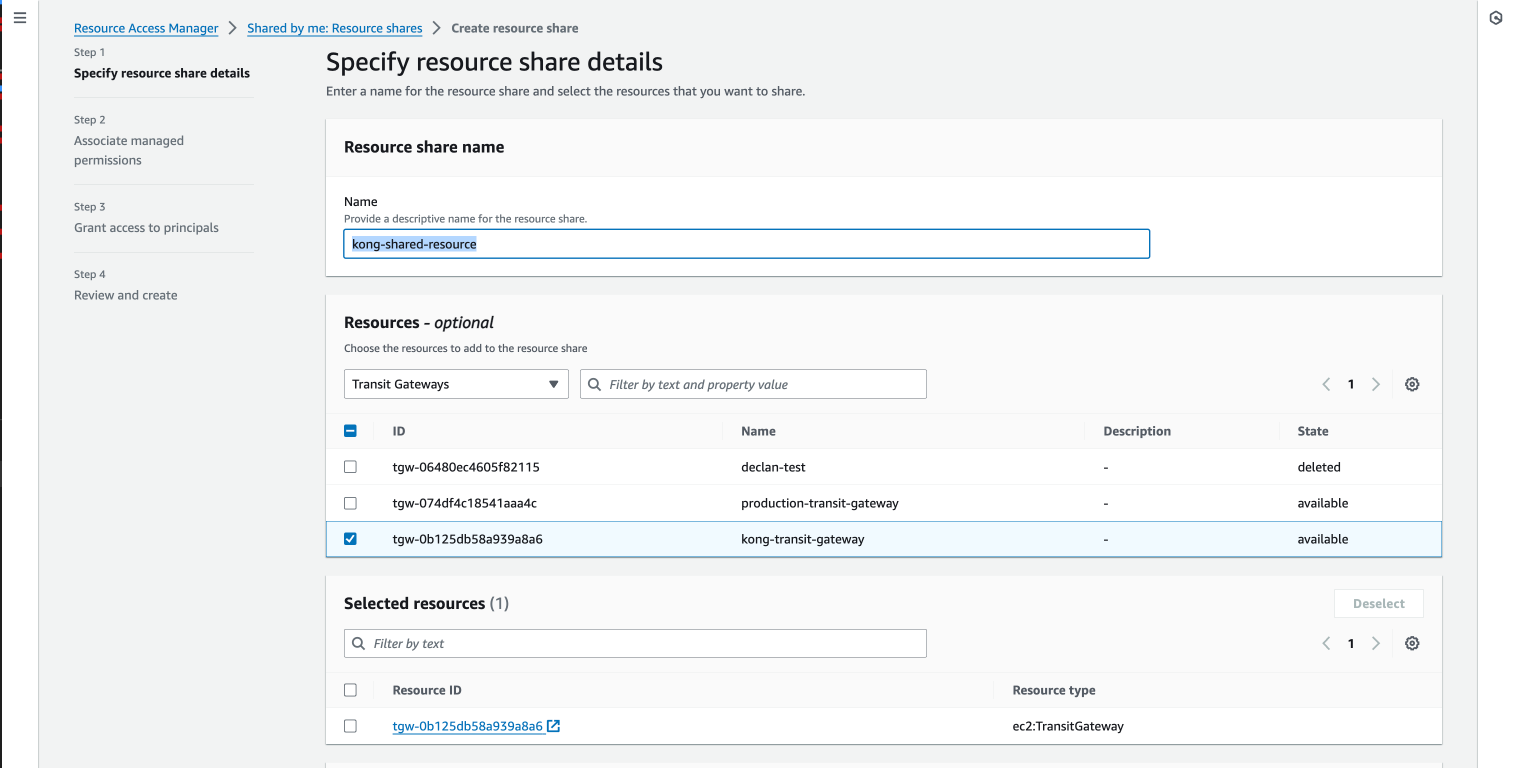 Resource Access Manager > Shared by me: Resource shares > Create resource share
Step 1
Specify resource share details
Step 2
Associate managed
permissions
Step 3
Grant access to principals
Step 4
Review and create
Specify resource share details
Enter a name for the resource share and select the resources that you want to share.
Resource share name
Name
Provide a descriptive name for the resource share.
kong-shared-resource
Resources - optional
Choose the resources to add to the resource share
Transit Gateways Filter by text and property value 1
ID Name Description State
tgw-06480ec4605f82115 declan-test - deleted
tgw-074df4c18541aaa4c production-transit-gateway - available
tgw-0b125db58a939a8a6 kong-transit-gateway - available
Selected resources (1) Deselect
Filter by text 1
Resource ID Resource type
tgw-0b125db58a939a8a6 ec2:TransitGateway